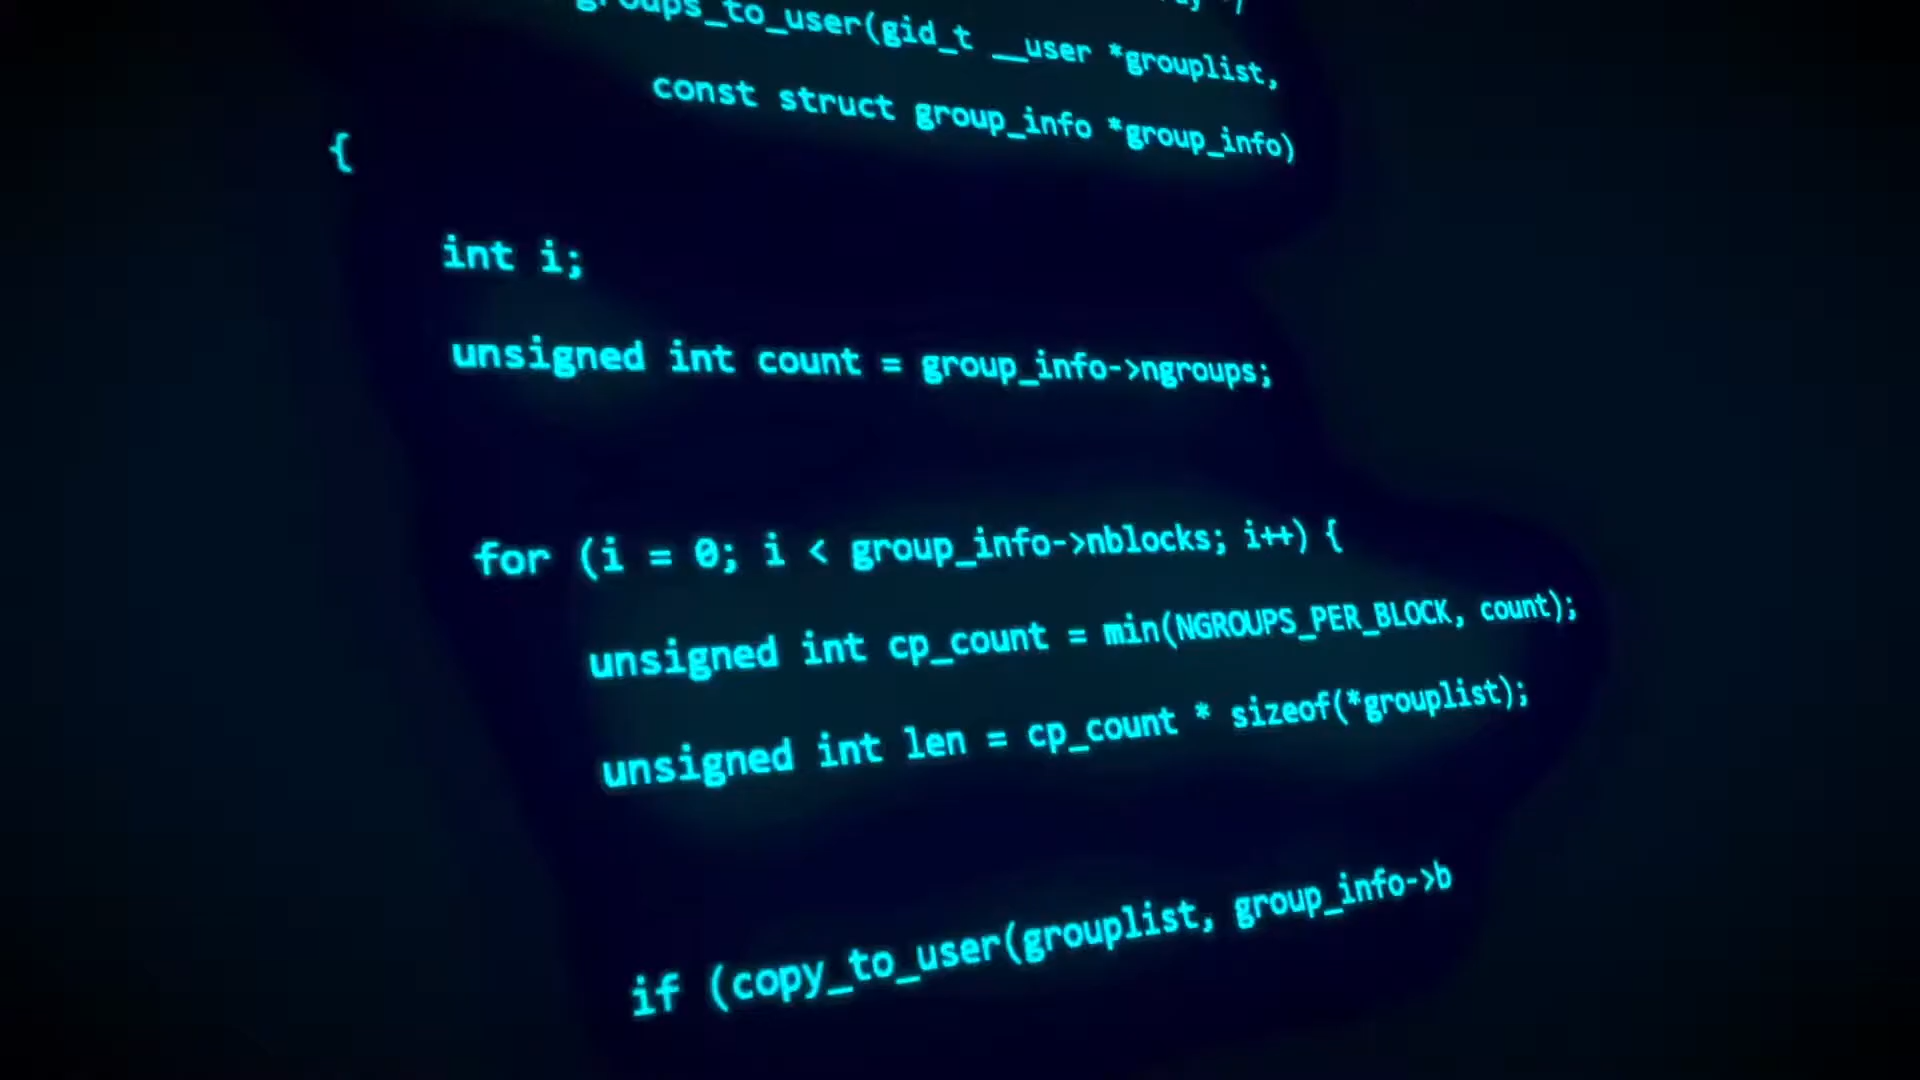 groups_to_user(gid_t __user *grouplist,
const struct group_info *group_info)
{
int i;
unsigned int count = group_info->ngroups;
for (i = 0; i < group_info->nblocks; i++) {
unsigned int cp_count = min(NGROUPS_PER_BLOCK, count);
unsigned int len = cp_count * sizeof(*grouplist);
if (copy_to_user(grouplist, group_info->b